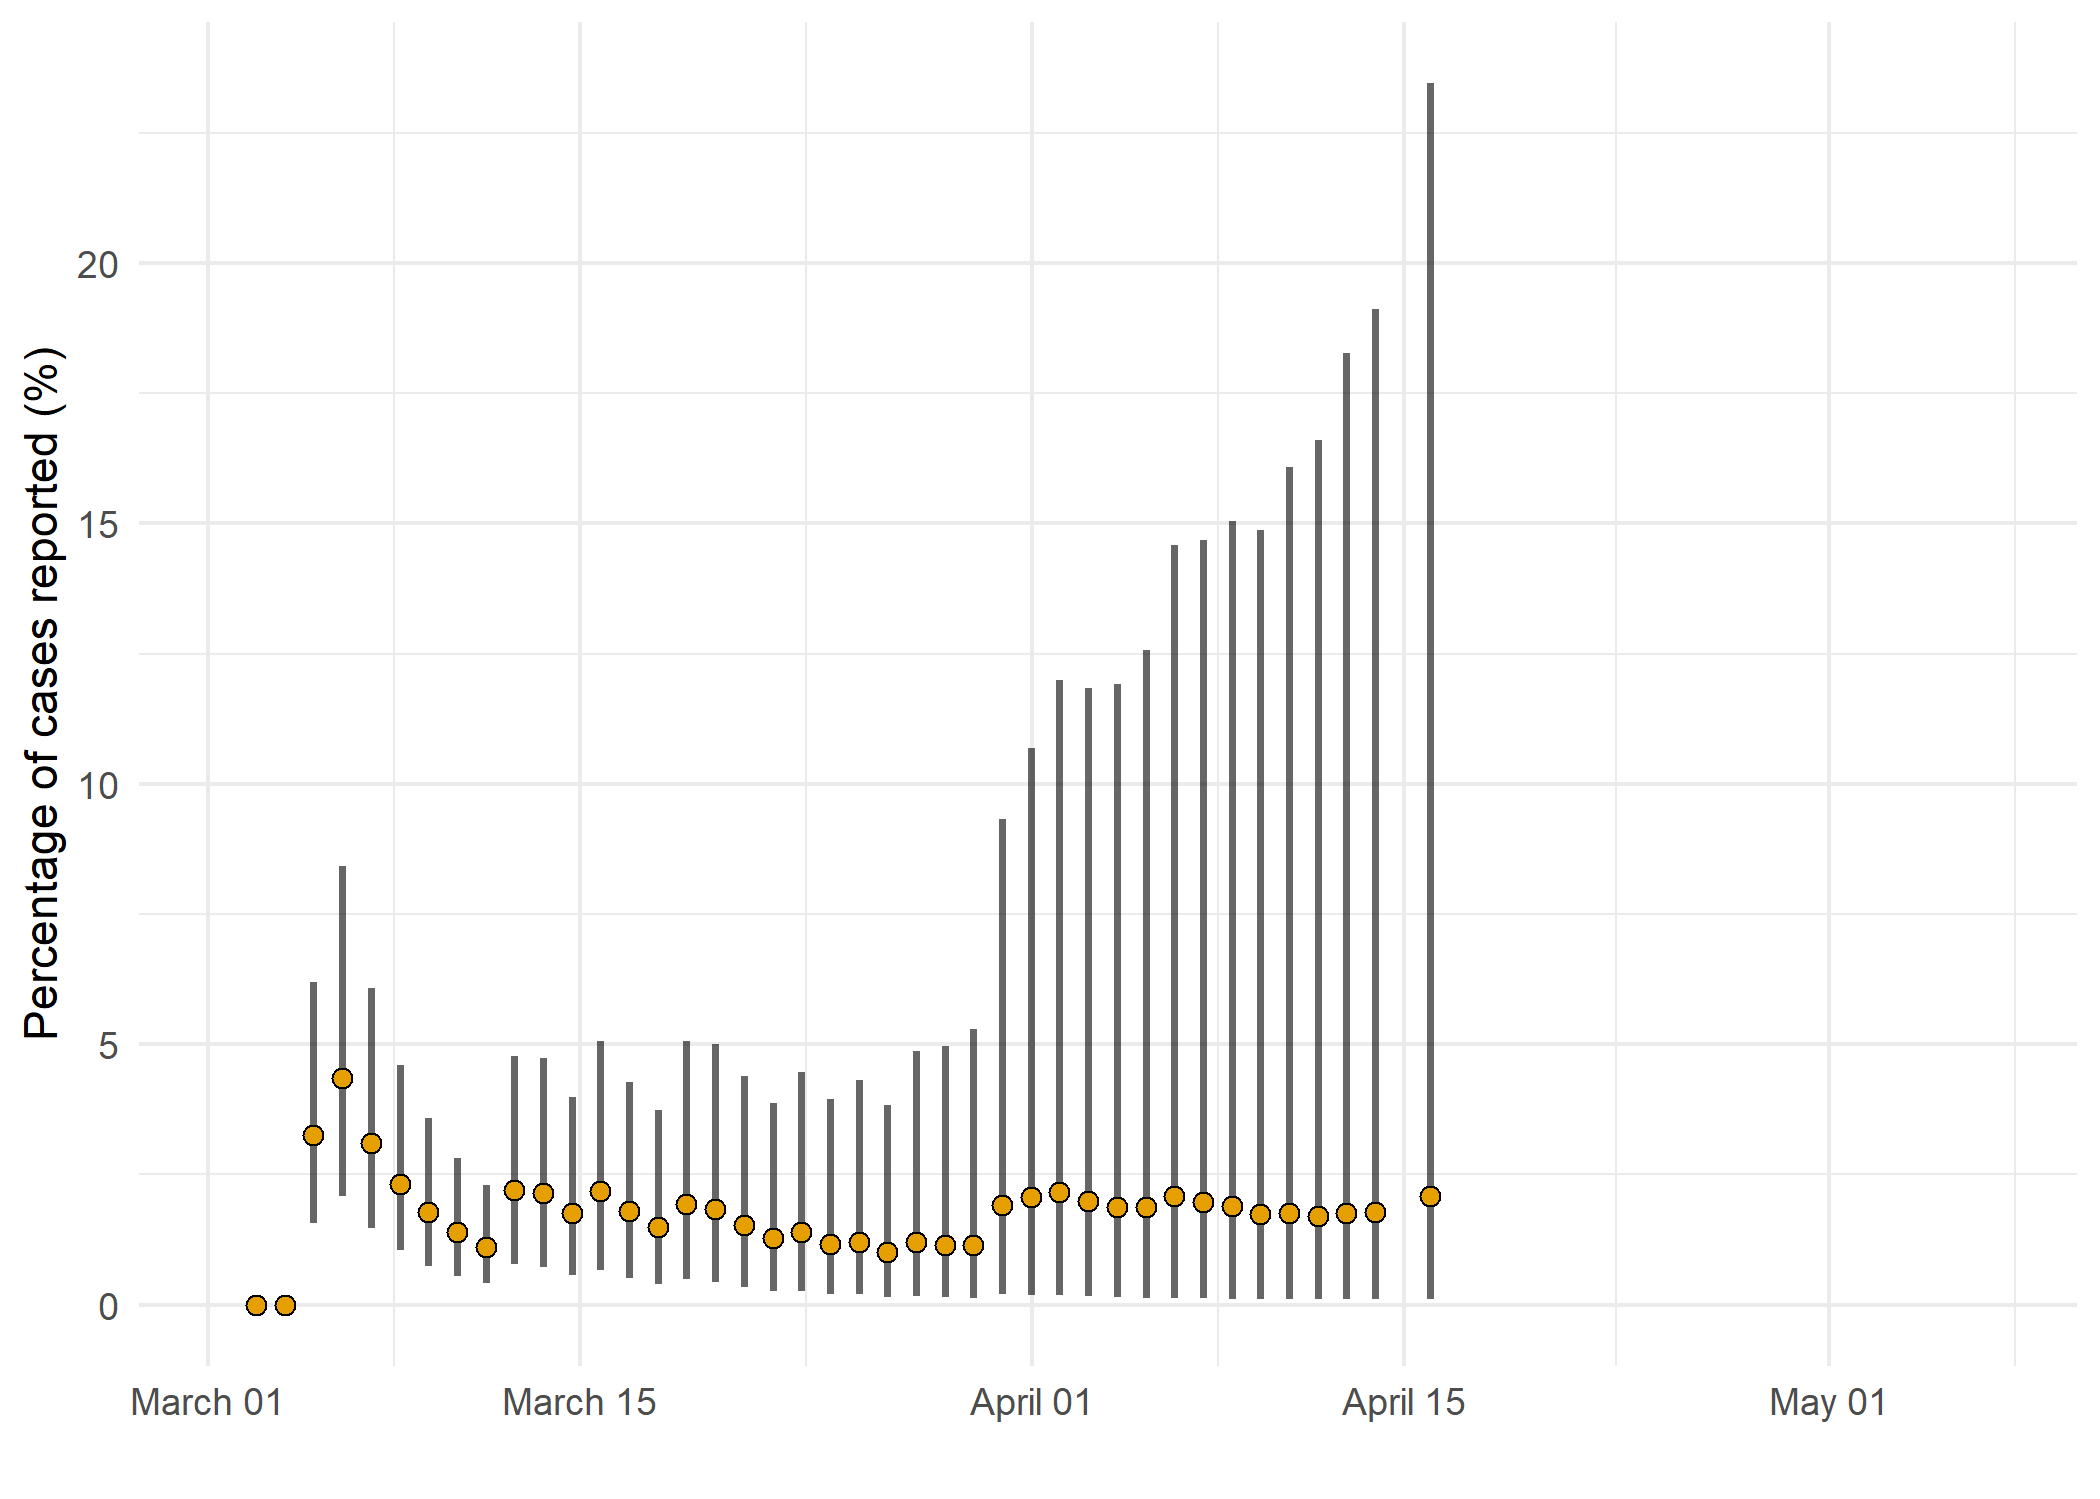 Percentage of cases reported (%)
20
15
10
5
0
March 01
March 15
April 01
April 15
May 01